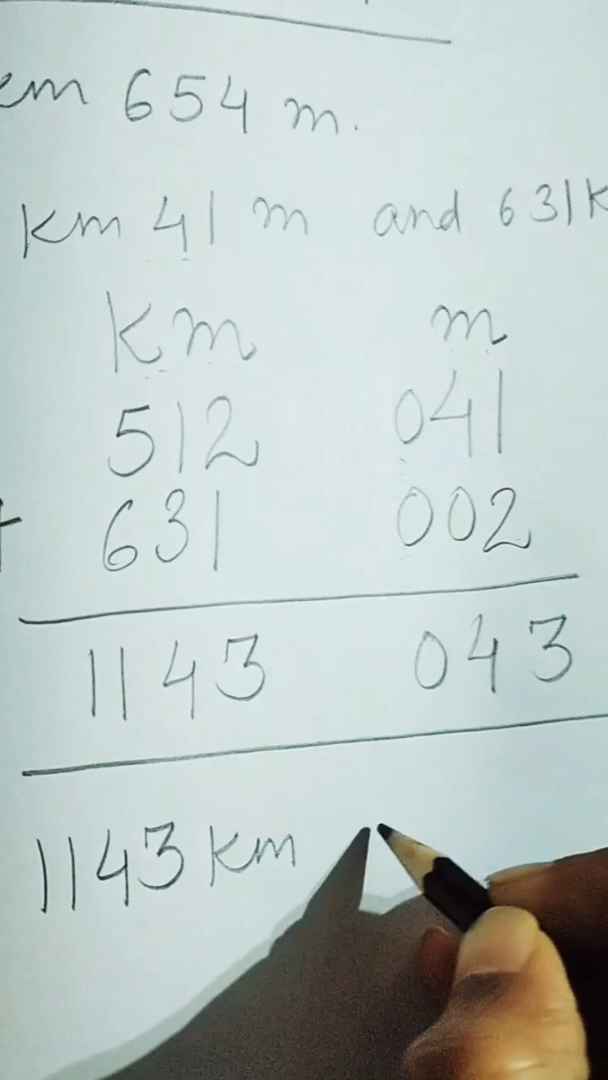 km 654 m.
km 41 m and 631 k
km m
512 041
+ 631 002
1143 043
1143 km